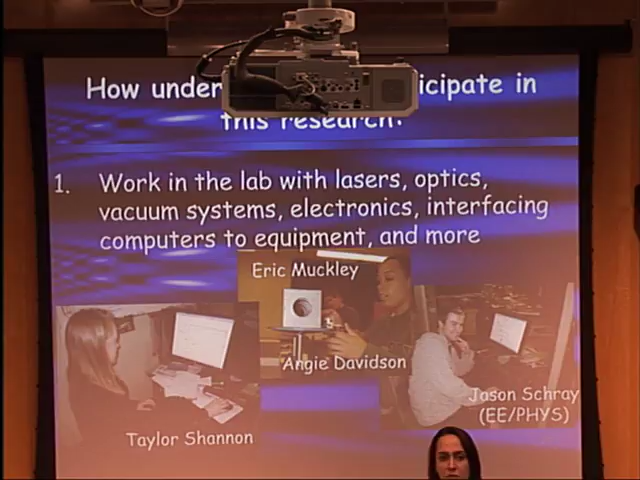 How under icipate in
this research?
1. Work in the lab with lasers, optics,
vacuum systems, electronics, interfacing
computers to equipment, and more
Eric Muckley
Angie Davidson
Jason Schray
(EE/PHYS)
Taylor Shannon